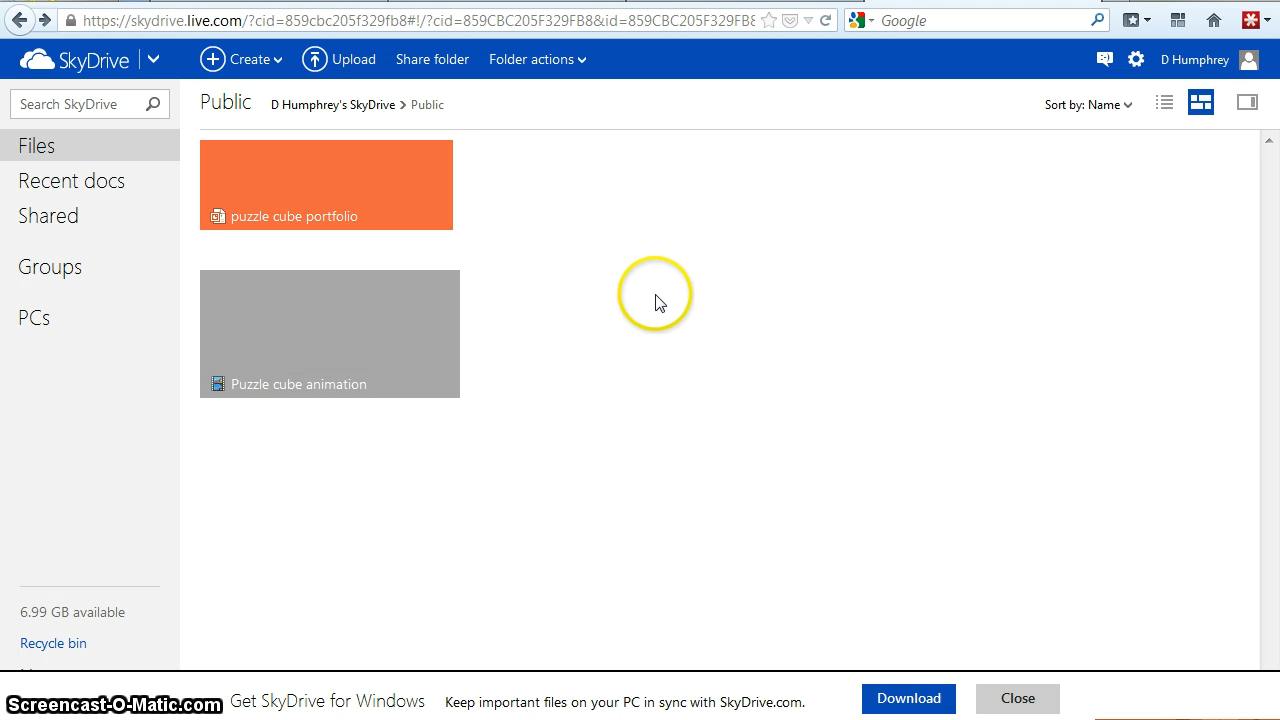 https://skydrive.live.com/?cid=859cbc205f329fb8#!/?cid=859CBC205F329FB8&id=859CBC205F329FB8
Google
SkyDrive
Create
Upload
Share folder
Folder actions
D Humphrey
Search SkyDrive
Public
D Humphrey's SkyDrive > Public
Sort by: Name
Files
Recent docs
Shared
Groups
PCs
puzzle cube portfolio
Puzzle cube animation
6.99 GB available
Recycle bin
Get SkyDrive for Windows
Keep important files on your PC in sync with SkyDrive.com.
Download
Close
Screencast-O-Matic.com